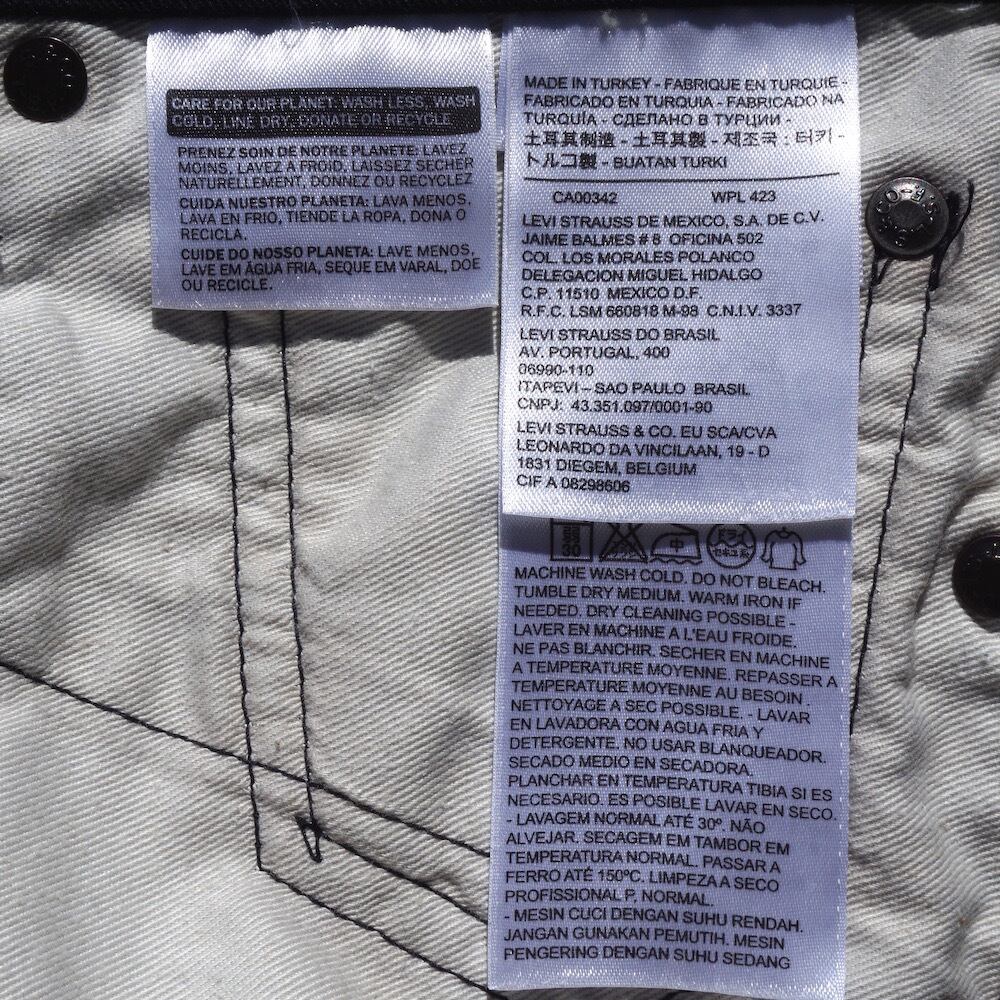 CARE FOR OUR PLANET. WASH LESS, WASH
COLD, LINE DRY, DONATE OR RECYCLE
PRENEZ SOIN DE NOTRE PLANETE: LAVEZ
MOINS, LAVEZ A FROID, LAISSEZ SECHER
NATURELLEMENT, DONNEZ OU RECYCLEZ
CUIDA NUESTRO PLANETA: LAVA MENOS,
LAVA EN FRIO, TIENDE LA ROPA, DONA O
RECICLA.
CUIDE DO NOSSO PLANETA: LAVE MENOS,
LAVE EM ÁGUA FRIA, SEQUE EM VARAL, DOE
OU RECICLE.
MADE IN TURKEY - FABRIQUE EN TURQUIE -
FABRICADO EN TURQUIA - FABRICADO NA
TURQUÍA - СДЕЛАНО В ТУРЦИИ -
土耳其制造 - 土耳其製 - 제조국 : 터키 -
トルコ製 - BUATAN TURKI
CA00342 WPL 423
LEVI STRAUSS DE MEXICO, S.A. DE C.V.
JAIME BALMES # 8 OFICINA 502
COL. LOS MORALES POLANCO
DELEGACION MIGUEL HIDALGO
C.P. 11510 MEXICO D.F.
R.F.C. LSM 660818 M-98 C.N.I.V. 3337
LEVI STRAUSS DO BRASIL
AV. PORTUGAL, 400
06990-110
ITAPEVI – SAO PAULO BRASIL
CNPJ: 43.351.097/0001-90
LEVI STRAUSS & CO. EU SCA/CVA
LEONARDO DA VINCILAAN, 19 - D
1831 DIEGEM, BELGIUM
CIF A 08298606
30 中 ドライ セキユ系
MACHINE WASH COLD. DO NOT BLEACH.
TUMBLE DRY MEDIUM. WARM IRON IF
NEEDED. DRY CLEANING POSSIBLE -
LAVER EN MACHINE A L'EAU FROIDE.
NE PAS BLANCHIR. SECHER EN MACHINE
A TEMPERATURE MOYENNE. REPASSER A
TEMPERATURE MOYENNE AU BESOIN .
NETTOYAGE A SEC POSSIBLE. - LAVAR
EN LAVADORA CON AGUA FRIA Y
DETERGENTE. NO USAR BLANQUEADOR.
SECADO MEDIO EN SECADORA.
PLANCHAR EN TEMPERATURA TIBIA SI ES
NECESARIO. ES POSIBLE LAVAR EN SECO.
- LAVAGEM NORMAL ATÉ 30º. NÃO
ALVEJAR. SECAGEM EM TAMBOR EM
TEMPERATURA NORMAL. PASSAR A
FERRO ATÉ 150ºC. LIMPEZA A SECO
PROFISSIONAL P, NORMAL.
- MESIN CUCI DENGAN SUHU RENDAH.
JANGAN GUNAKAN PEMUTIH. MESIN
PENGERING DENGAN SUHU SEDANG